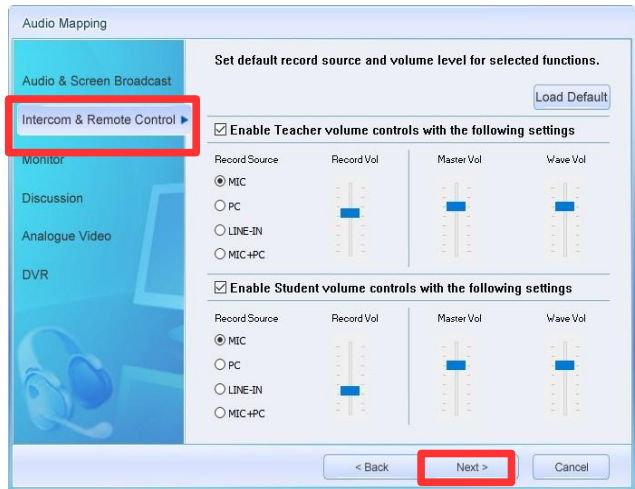 Audio Mapping
Audio & Screen Broadcast
Intercom & Remote Control
Monitor
Discussion
Analogue Video
DVR
Set default record source and volume level for selected functions.
Load Default
Enable Teacher volume controls with the following settings
Record Source Record Vol Master Vol Wave Vol
MIC
PC
LINE-IN
MIC+PC
Enable Student volume controls with the following settings
Record Source Record Vol Master Vol Wave Vol
MIC
PC
LINE-IN
MIC+PC
< Back Next > Cancel